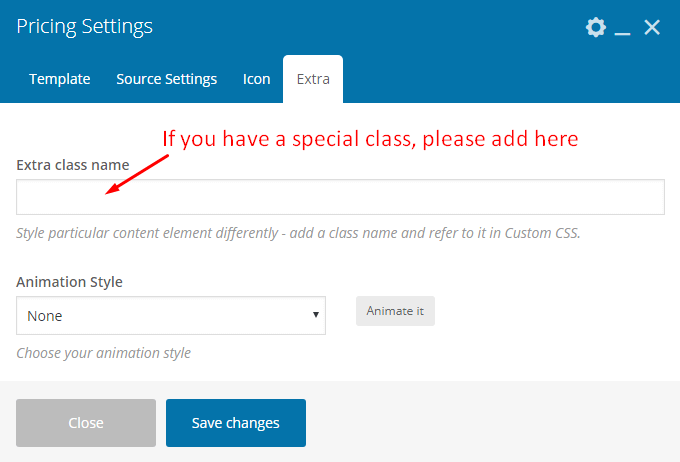 Pricing Settings
Template Source Settings Icon Extra
If you have a special class, please add here
Extra class name
Style particular content element differently - add a class name and refer to it in Custom CSS.
Animation Style
None Animate it
Choose your animation style
Close Save changes